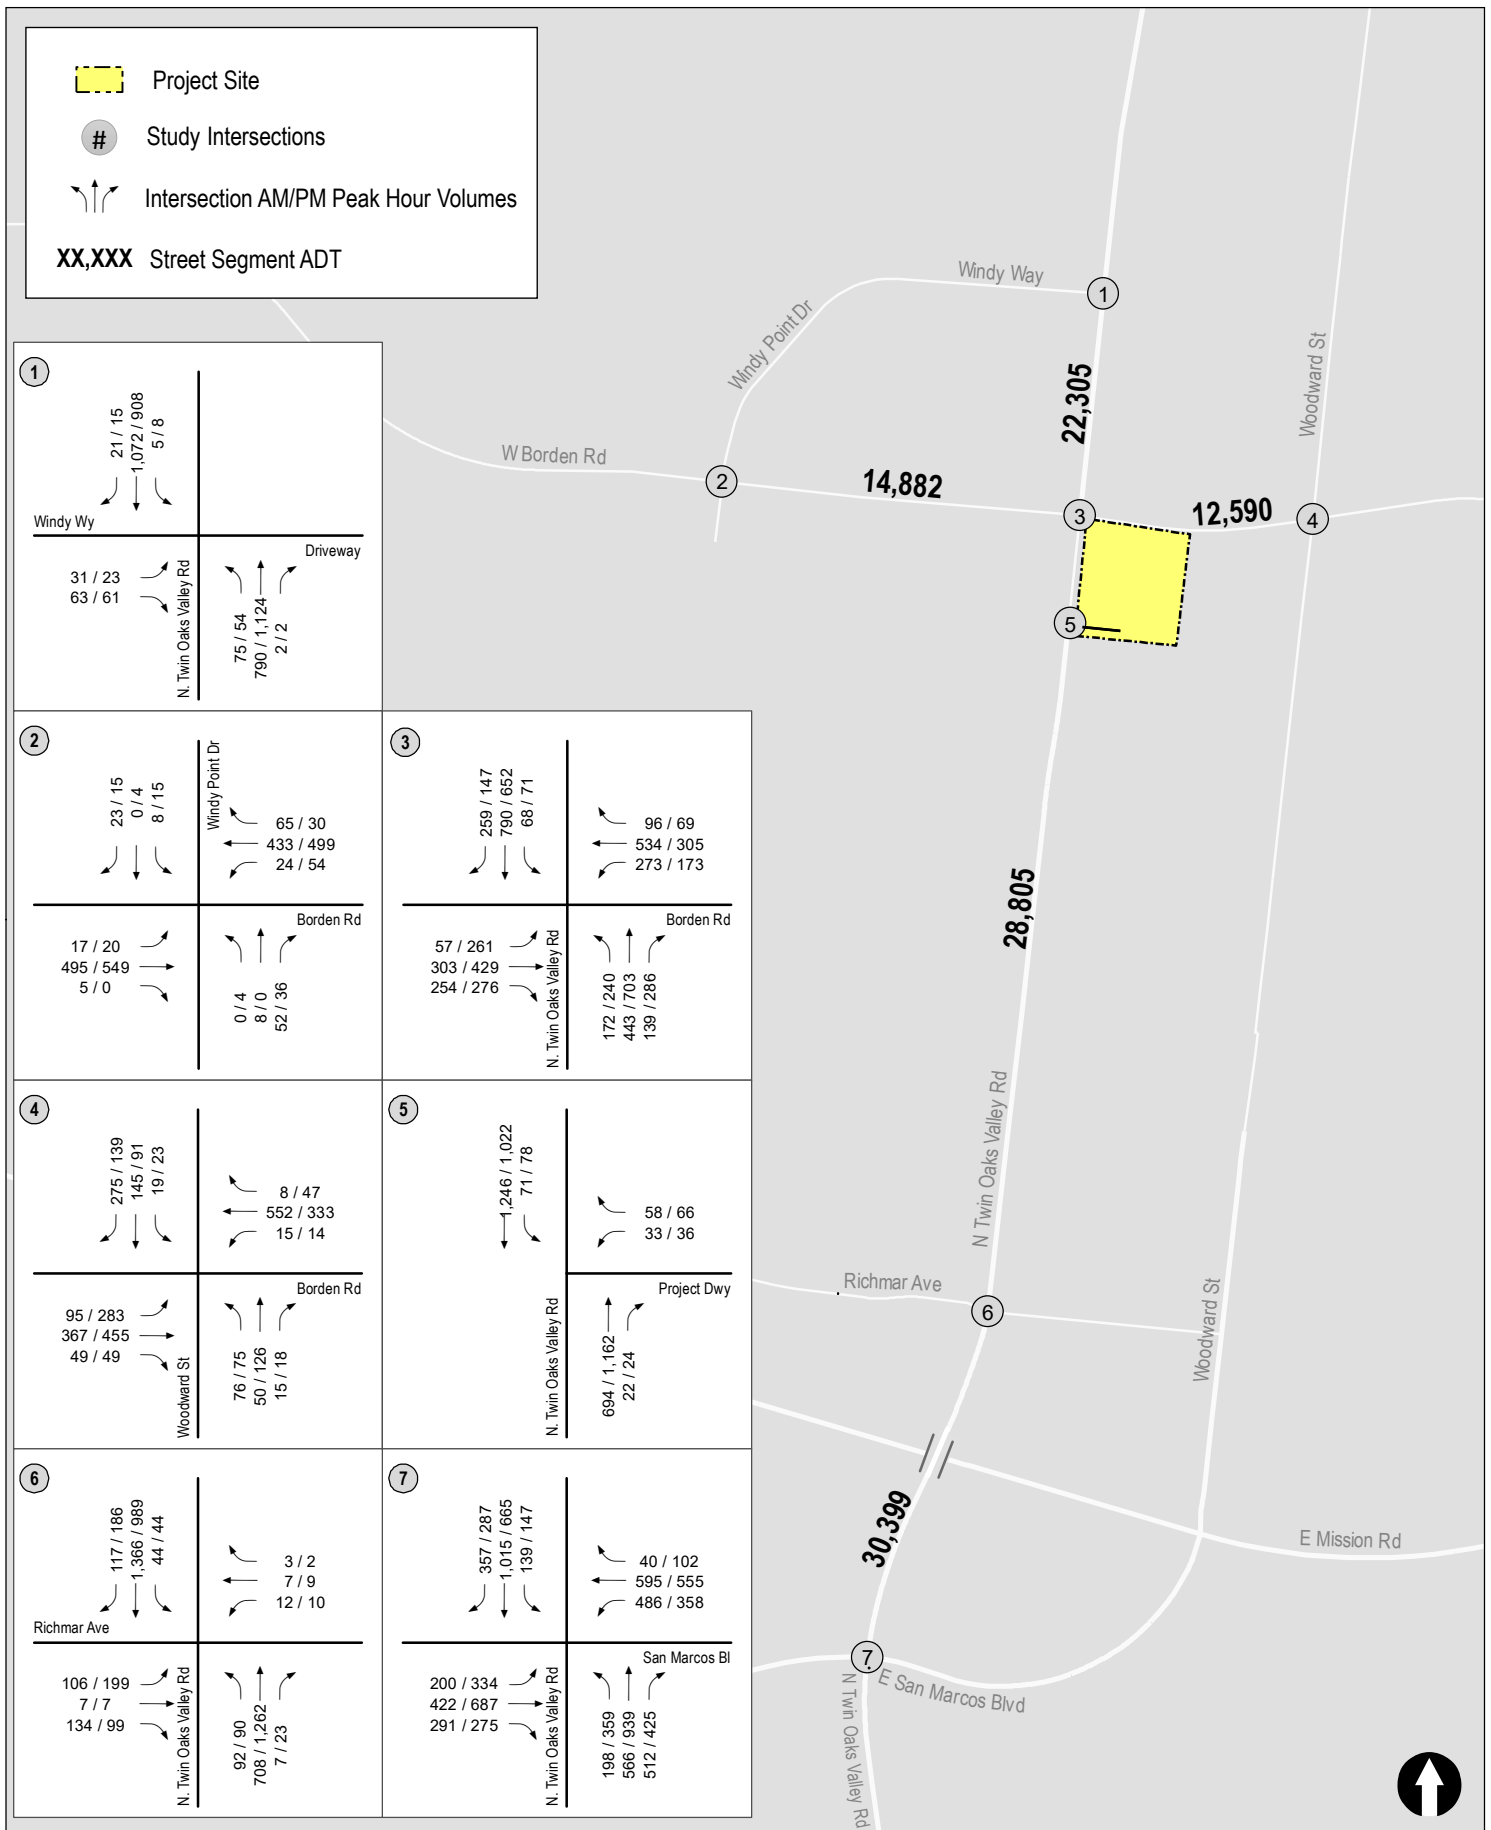 Project Site
# Study Intersections
Intersection AM/PM Peak Hour Volumes
XX,XXX Street Segment ADT
Windy Way
1
Windy Point Dr
22,305
Woodward St
W Borden Rd
2
14,882
3
12,590
4
5
28,805
N Twin Oaks Valley Rd
Richmar Ave
6
Woodward St
30,399
E Mission Rd
7
E San Marcos Blvd
N Twin Oaks Valley Rd
1
21 / 15
1,072 / 908
5 / 8
Windy Wy
Driveway
31 / 23
63 / 61
N. Twin Oaks Valley Rd
75 / 54
790 / 1,124
2 / 2
2
23 / 15
0 / 4
8 / 15
Windy Point Dr
65 / 30
433 / 499
24 / 54
Borden Rd
17 / 20
495 / 549
5 / 0
0 / 4
8 / 0
52 / 36
3
259 / 147
790 / 652
68 / 71
96 / 69
534 / 305
273 / 173
Borden Rd
57 / 261
303 / 429
254 / 276
N. Twin Oaks Valley Rd
172 / 240
443 / 703
139 / 286
4
275 / 139
145 / 91
19 / 23
8 / 47
552 / 333
15 / 14
Borden Rd
95 / 283
367 / 455
49 / 49
Woodward St
76 / 75
50 / 126
15 / 18
5
1,246 / 1,022
71 / 78
58 / 66
33 / 36
Project Dwy
N. Twin Oaks Valley Rd
694 / 1,162
22 / 24
6
117 / 186
1,366 / 989
44 / 44
3 / 2
7 / 9
12 / 10
Richmar Ave
106 / 199
7 / 7
134 / 99
N. Twin Oaks Valley Rd
92 / 90
708 / 1,262
7 / 23
7
357 / 287
1,015 / 665
139 / 147
40 / 102
595 / 555
486 / 358
San Marcos Bl
200 / 334
422 / 687
291 / 275
N. Twin Oaks Valley Rd
198 / 359
566 / 939
512 / 425